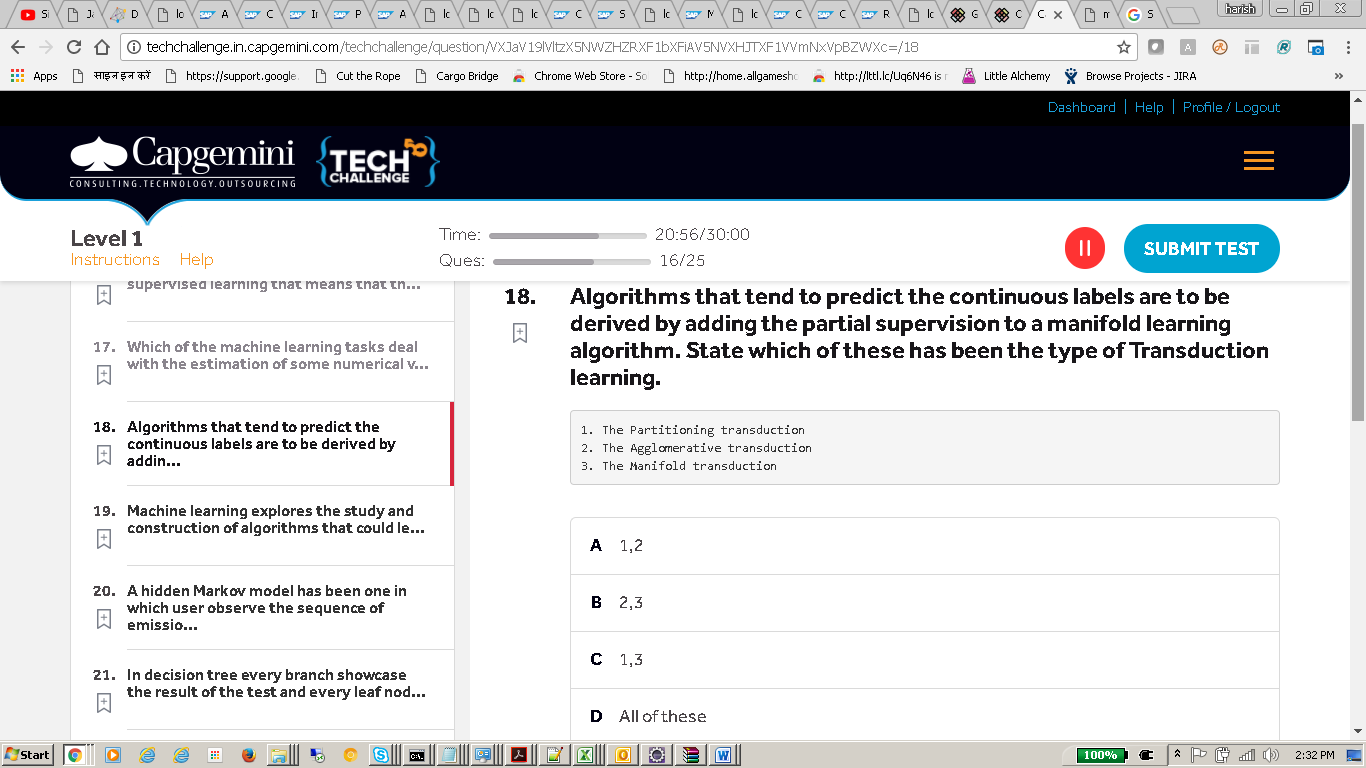 harish
techchallenge.in.capgemini.com/techchallenge/question/VXJaV19lVltzX5NWZHZRXF1bXFiAV5NVXHJTXF1VVmNxVpBZWXc=/18
Apps
साइज इन करें
https://support.google.
Cut the Rope
Cargo Bridge
Chrome Web Store - So
http://home.allgamesho
http://lttl.lc/Uq6N46 is r
Little Alchemy
Browse Projects - JIRA
»
Dashboard | Help | Profile / Logout
Capgemini
CONSULTING.TECHNOLOGY.OUTSOURCING
{TECH50
CHALLENGE}
Level 1
Instructions Help
Time: 20:56/30:00
Ques: 16/25
SUBMIT TEST
supervised learning that means that th...
17. Which of the machine learning tasks deal
with the estimation of some numerical v...
18. Algorithms that tend to predict the
continuous labels are to be derived by
addin...
19. Machine learning explores the study and
construction of algorithms that could le...
20. A hidden Markov model has been one in
which user observe the sequence of
emissio...
21. In decision tree every branch showcase
the result of the test and every leaf nod...
18. Algorithms that tend to predict the continuous labels are to be
derived by adding the partial supervision to a manifold learning
algorithm. State which of these has been the type of Transduction
learning.
1. The Partitioning transduction
2. The Agglomerative transduction
3. The Manifold transduction
A 1,2
B 2,3
C 1,3
D All of these
Start
100%
2:32 PM